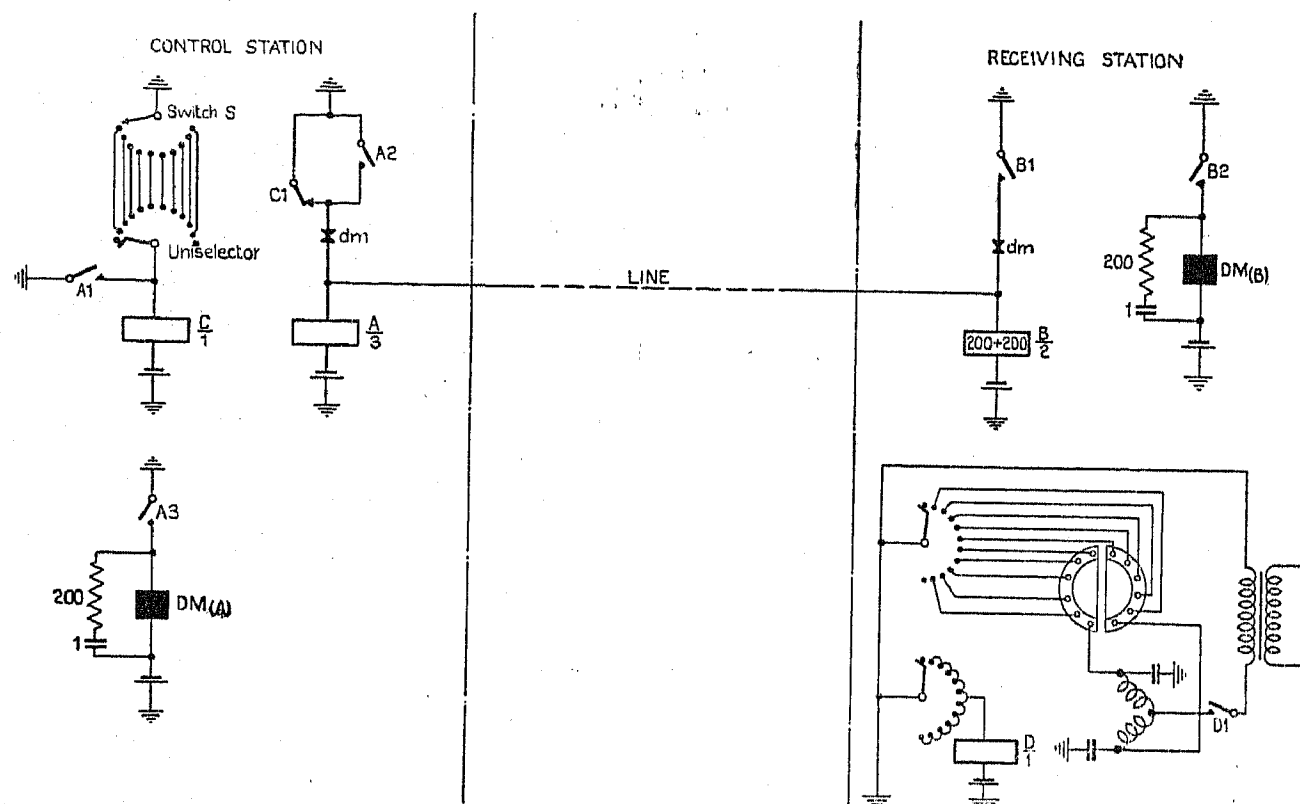 CONTROL STATION
RECEIVING STATION
Switch S
A2
C1
dm
Uniselector
A1
C
1
A
3
LINE
B1
B2
dm
200
DM(B)
1
200+200
B
2
A3
200
DM(A)
1
D1
D
1